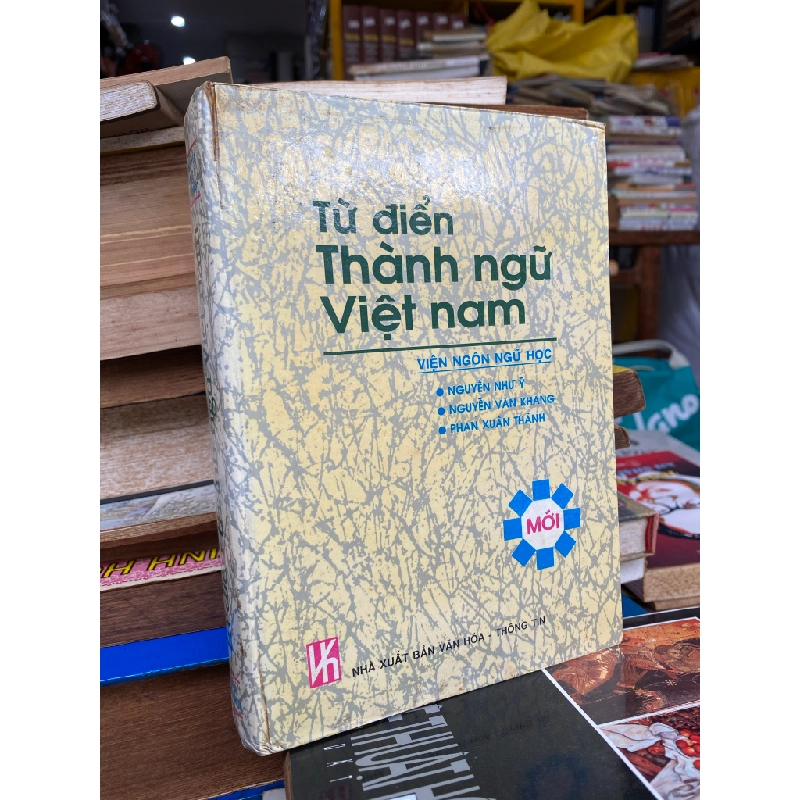 Từ điển
Thành ngữ
Việt nam
VIỆN NGÔN NGỮ HỌC
NGUYỄN NHƯ Ý
NGUYỄN VĂN KHANG
PHAN XUÂN THÀNH
MỚI
NHÀ XUẤT BẢN VĂN HÓA - THÔNG TIN